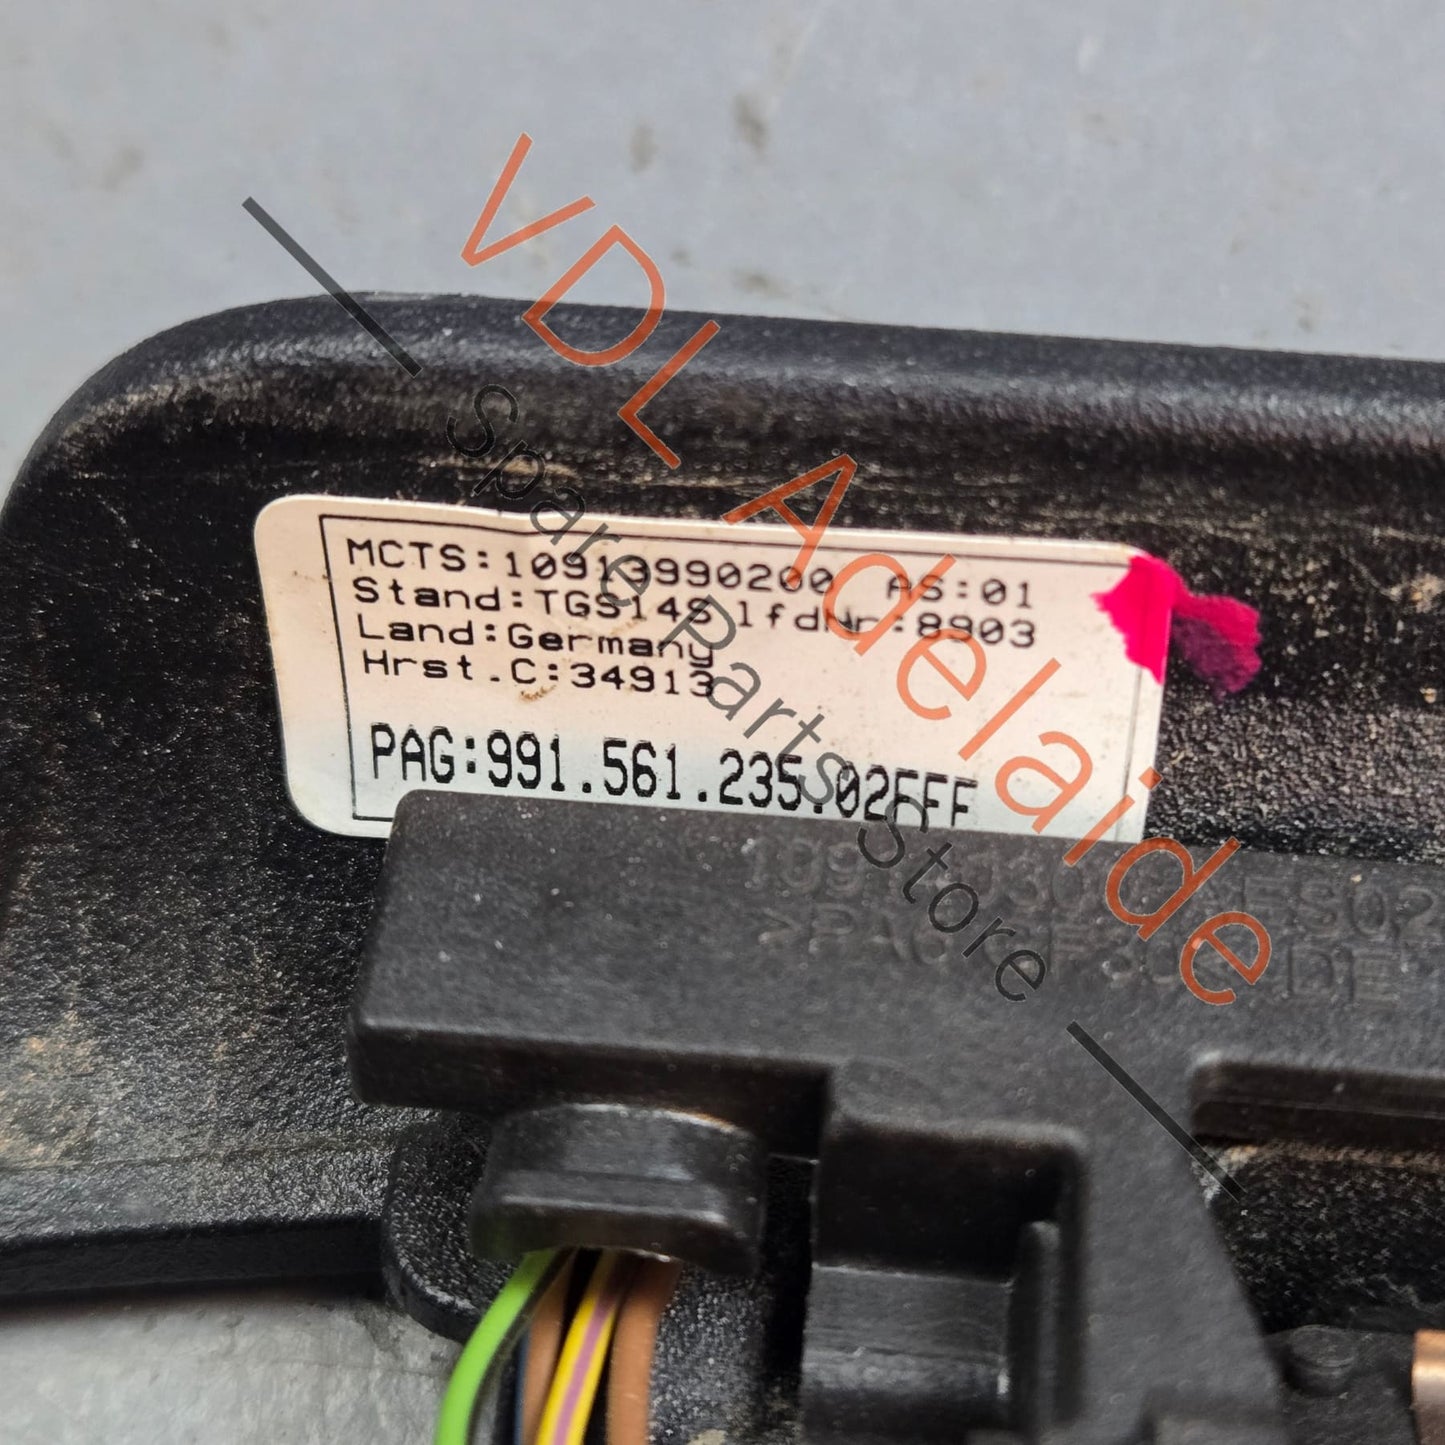 VDL Adelaide
Spare Parts Store
MCTS:10913990200 AS:01
Stand:TGS14S lfdNr:8903
Land:Germany
Hrst.C:34913
PAG:991.561.235.02FFF